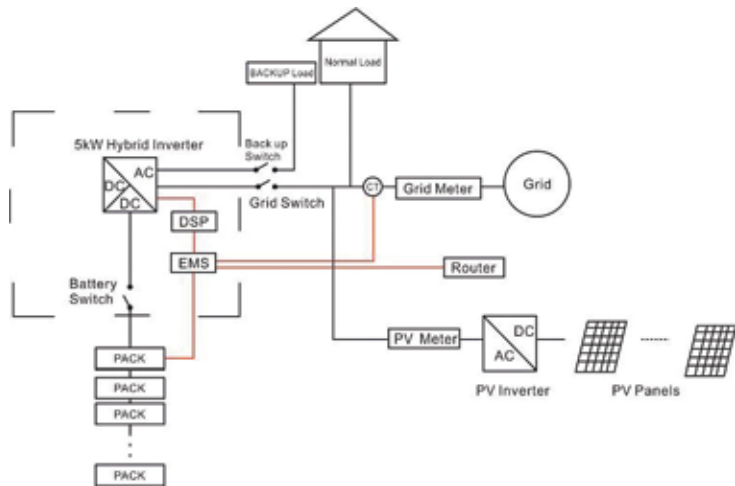 Normal Load
BACKUP Load
5kW Hybrid Inverter
Back up
Switch
AC
DC
DC
CT
Grid Meter
Grid
Grid Switch
DSP
EMS
Router
Battery
Switch
PV Meter
DC
AC
PV Inverter
PV Panels
PACK
PACK
PACK
PACK